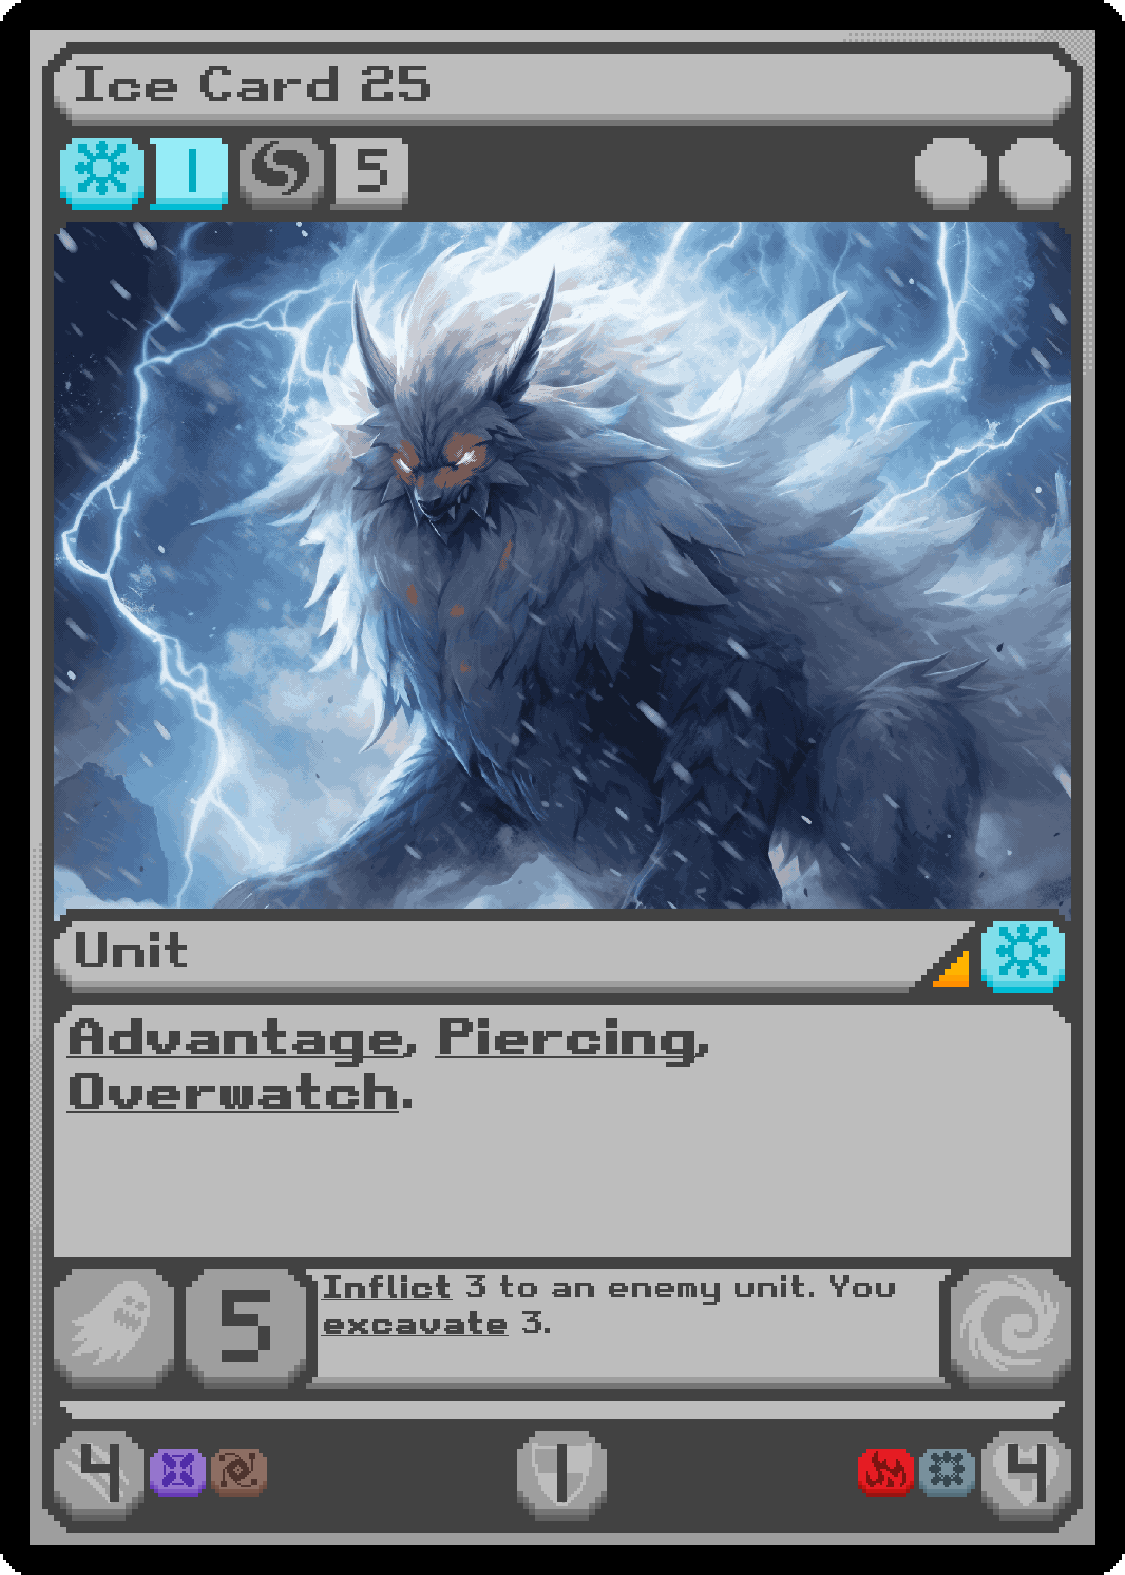 Ice Card 25
1 5
Unit
Advantage, Piercing,
Overwatch.
5
Inflict 3 to an enemy unit. You
excavate 3.
4 1 4